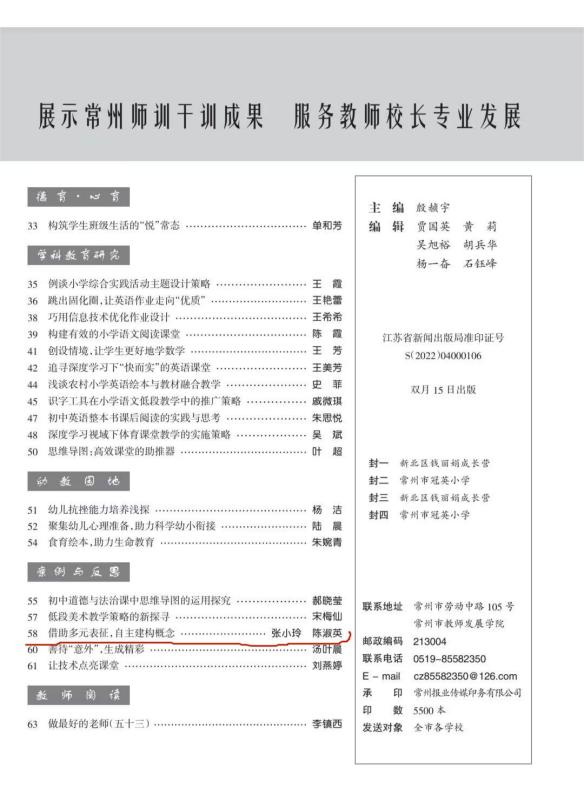 展示常州师训干训成果 服务教师校长专业发展
德育·心育
33 构筑学生班级生活的“悦”常态 单和芳
学科教育研究
35 例谈小学综合实践活动主题设计策略 王霞
36 跳出固化圈,让英语作业走向“优质” 王艳蕾
38 巧用信息技术优化作业设计 王希希
39 构建有效的小学语文阅读课堂 陈霞
41 创设情境,让学生更好地学数学 王芳
42 追寻深度学习下“快而实”的英语课堂 王美芳
44 浅谈农村小学英语绘本与教材融合教学 史菲
45 识字工具在小学语文低段教学中的推广策略 戚微琪
47 初中英语整本书课后阅读的实践与思考 朱思悦
48 深度学习视域下体育课堂教学的实施策略 吴斌
50 思维导图:高效课堂的助推器 叶超
幼教园地
51 幼儿抗挫能力培养浅探 杨洁
52 聚集幼儿心理准备,助力科学幼小衔接 陆晨
54 食育绘本,助力生命教育 朱婉青
案例与反思
55 初中道德与法治课中思维导图的运用探究 郝晓莹
57 低段美术教学策略的新探寻 宋梅仙
58 借助多元表征,自主建构概念 张小玲 陈淑英
60 善待“意外”,生成精彩 汤叶晨
61 让技术点亮课堂 刘燕婷
教师阅读
63 做最好的老师(五十三) 李镇西
主编 殷桢宇
编辑 贾国英 黄莉
吴旭裕 胡兵华
杨一奋 石钰峰
江苏省新闻出版局准印证号
S(2022)04000106
双月15日出版
封一 新北区钱丽娟成长营
封二 常州市冠英小学
封三 新北区钱丽娟成长营
封四 常州市冠英小学
联系地址 常州市劳动中路105号
常州市教师发展学院
邮政编码 213004
联系电话 0519-85582350
E-mail cz85582350@126.com
承印 常州报业传媒印务有限公司
印数 5500本
发送对象 全市各学校